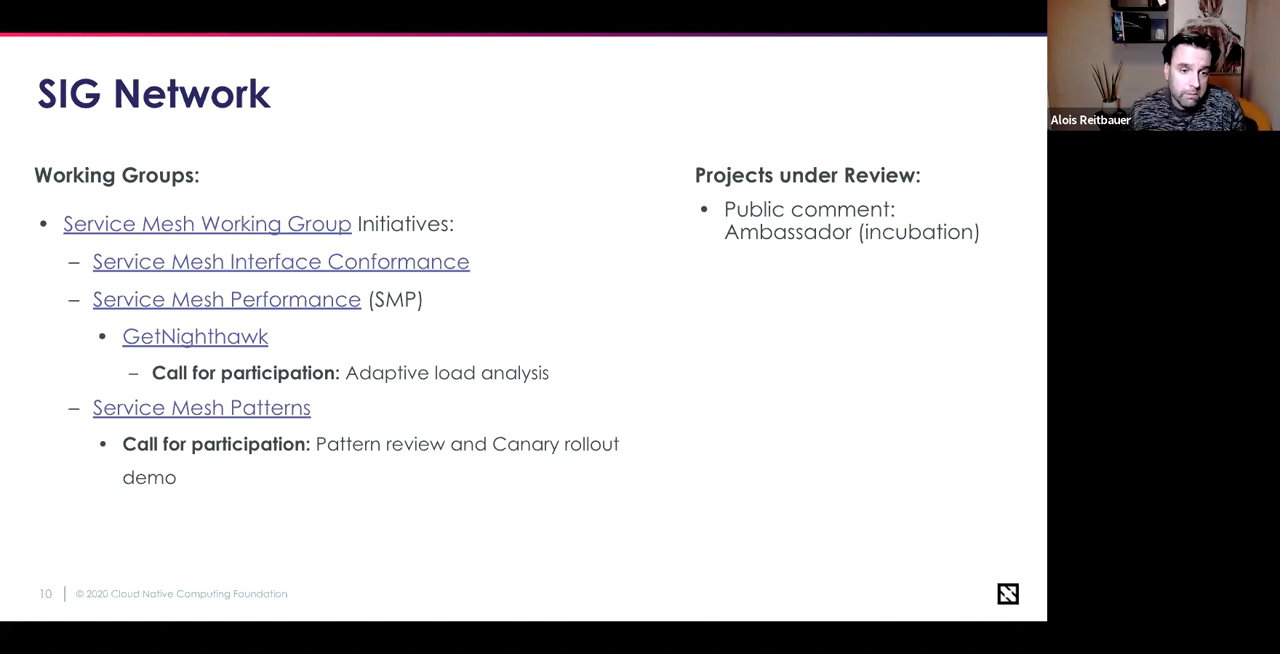 SIG Network
Working Groups:
• Service Mesh Working Group Initiatives:
– Service Mesh Interface Conformance
– Service Mesh Performance (SMP)
• GetNighthawk
– Call for participation: Adaptive load analysis
– Service Mesh Patterns
• Call for participation: Pattern review and Canary rollout
demo
Projects under Review:
• Public comment:
Ambassador (incubation)
10 | © 2020 Cloud Native Computing Foundation
Alois Reitbauer